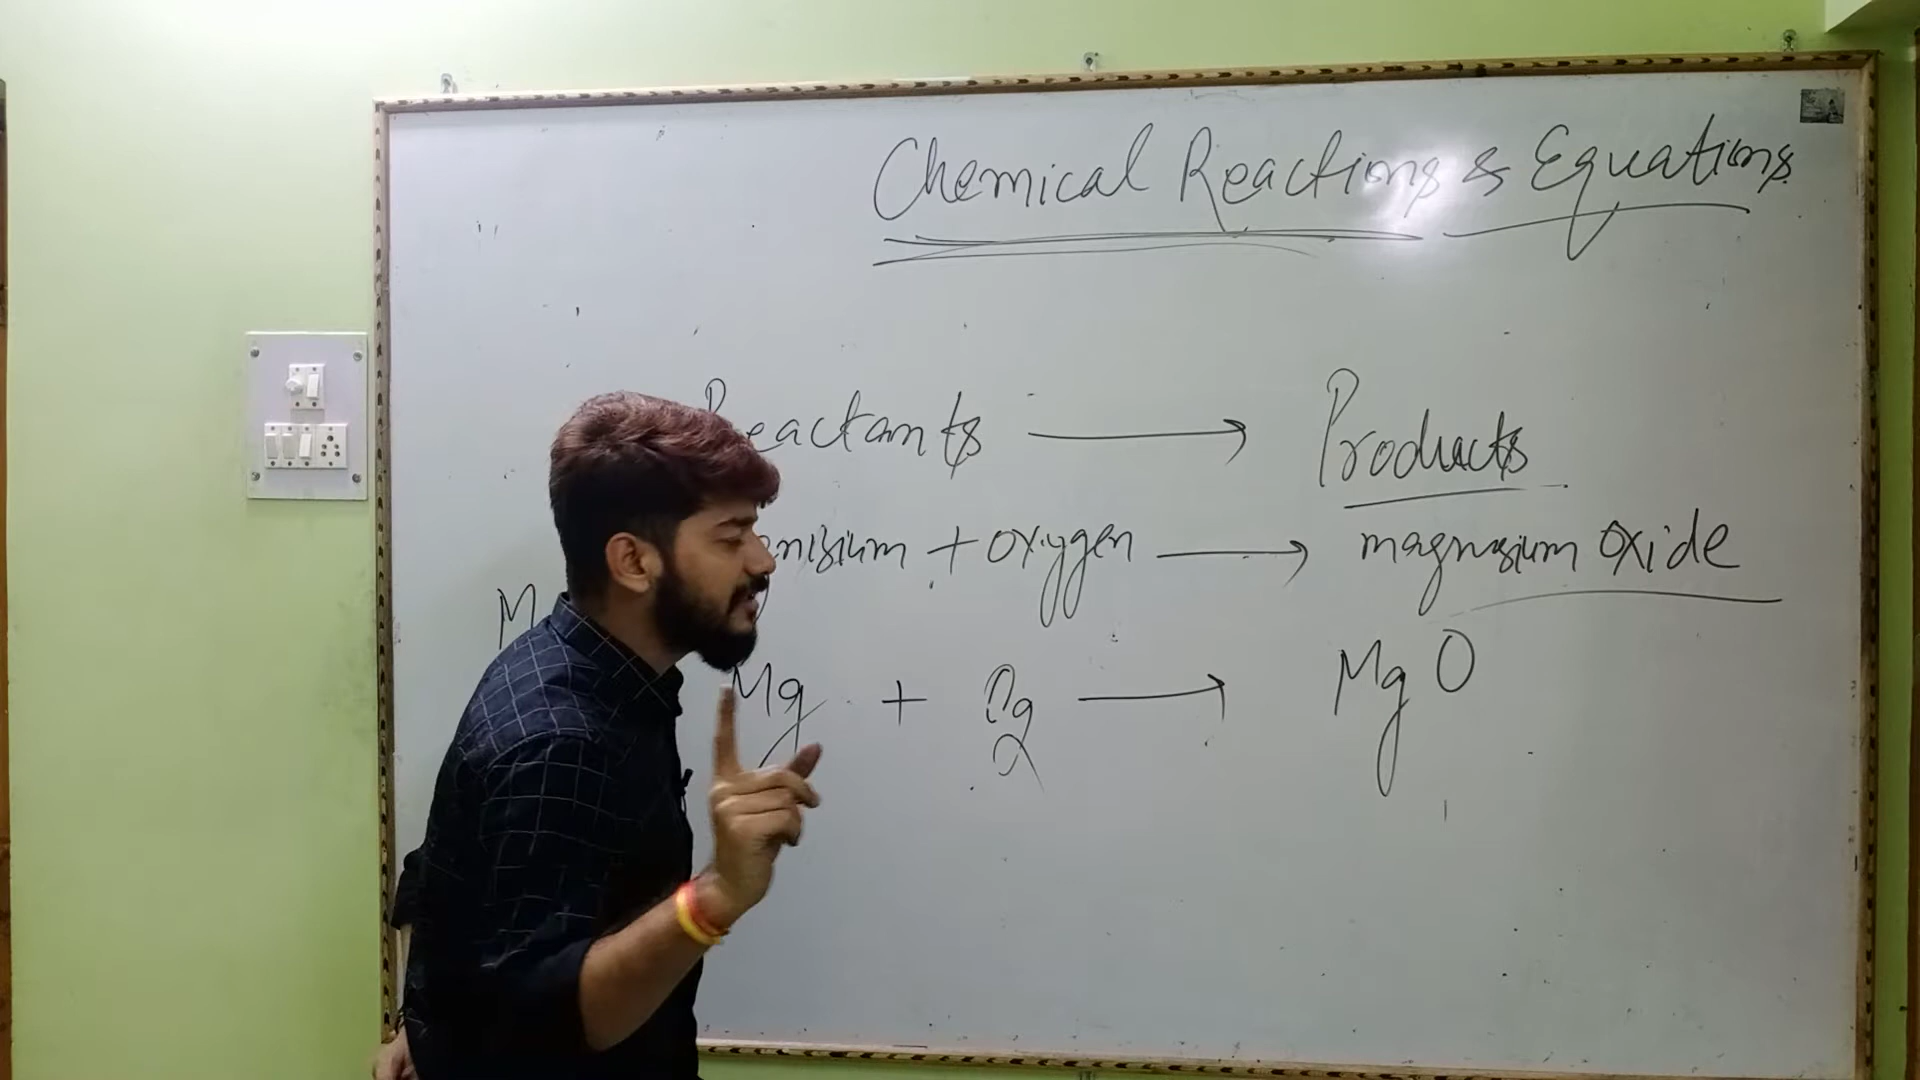 Chemical Reactions & Equations
Reactants → Products
+ oxygen → magnesium oxide
M
Mg + O2 → MgO